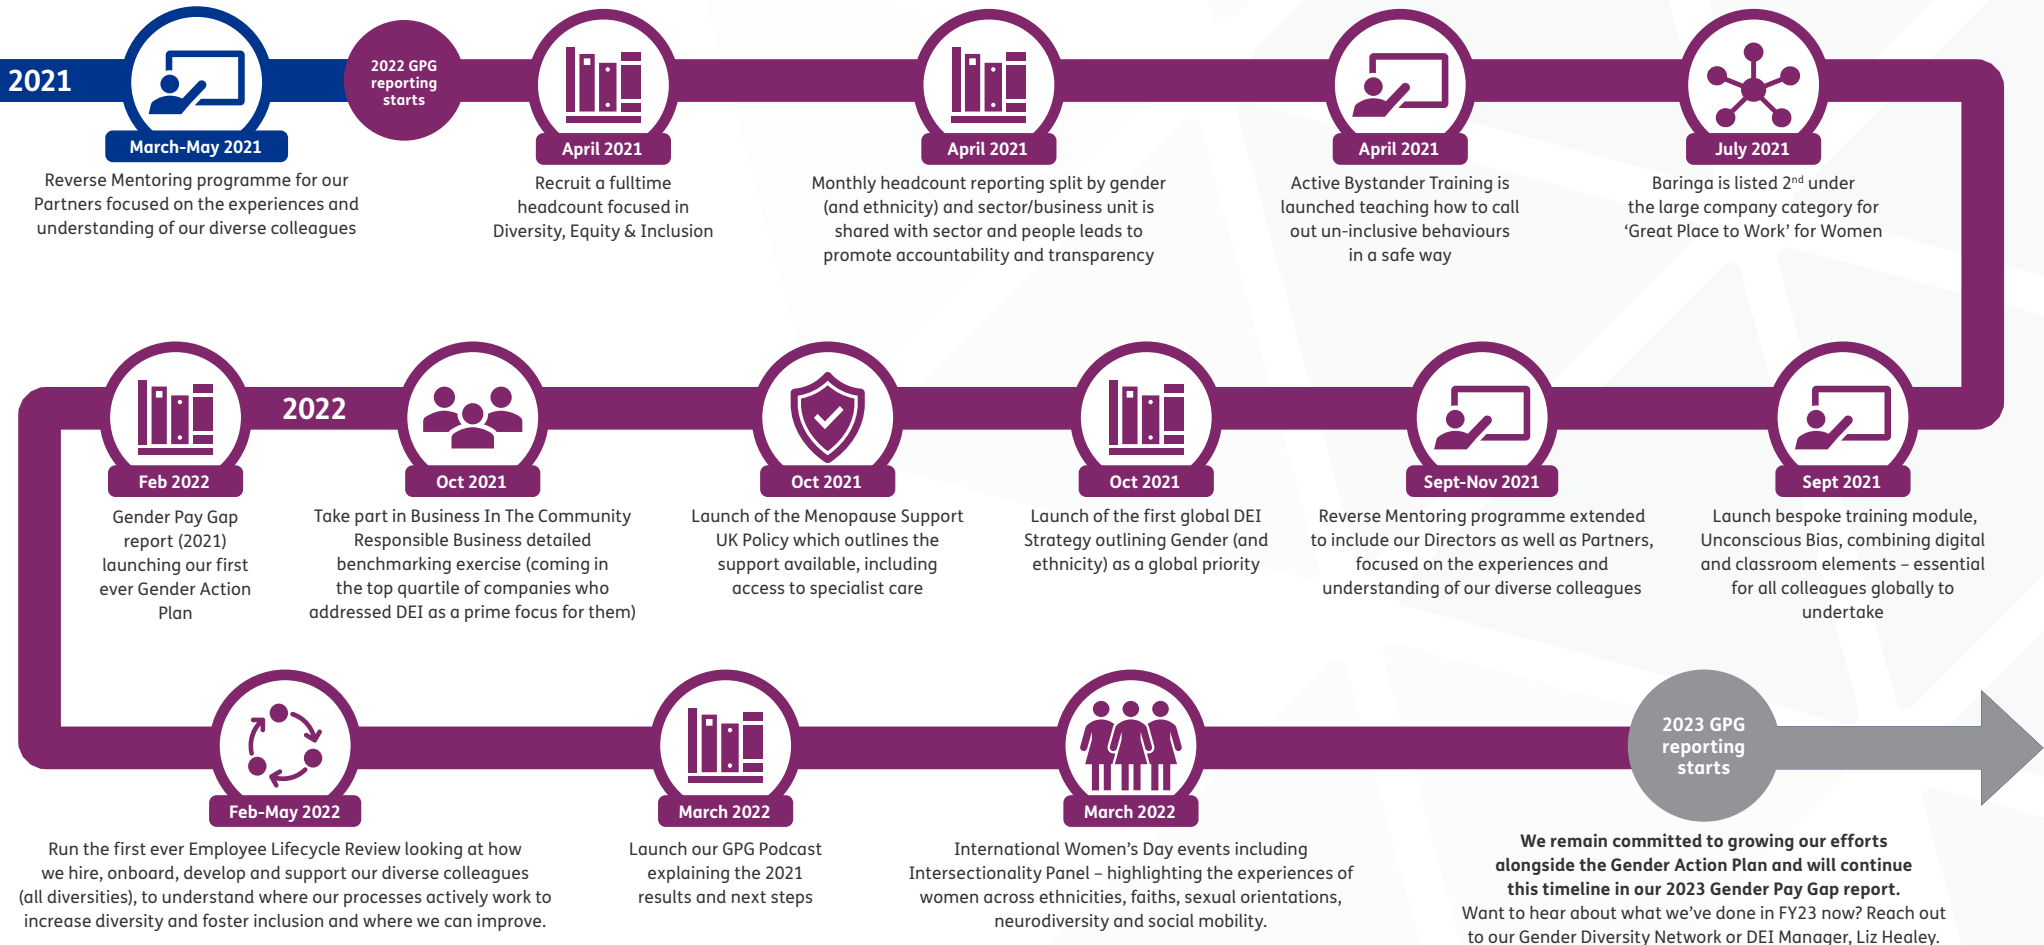 2021
March-May 2021
Reverse Mentoring programme for our
Partners focused on the experiences and
understanding of our diverse colleagues
2022 GPG
reporting
starts
April 2021
Recruit a fulltime
headcount focused in
Diversity, Equity & Inclusion
April 2021
Monthly headcount reporting split by gender
(and ethnicity) and sector/business unit is
shared with sector and people leads to
promote accountability and transparency
April 2021
Active Bystander Training is
launched teaching how to call
out un-inclusive behaviours
in a safe way
July 2021
Baringa is listed 2nd under
the large company category for
‘Great Place to Work’ for Women
Sept 2021
Launch bespoke training module,
Unconscious Bias, combining digital
and classroom elements – essential
for all colleagues globally to
undertake
Sept-Nov 2021
Reverse Mentoring programme extended
to include our Directors as well as Partners,
focused on the experiences and
understanding of our diverse colleagues
Oct 2021
Launch of the first global DEI
Strategy outlining Gender (and
ethnicity) as a global priority
Oct 2021
Launch of the Menopause Support
UK Policy which outlines the
support available, including
access to specialist care
Oct 2021
Take part in Business In The Community
Responsible Business detailed
benchmarking exercise (coming in
the top quartile of companies who
addressed DEI as a prime focus for them)
2022
Feb 2022
Gender Pay Gap
report (2021)
launching our first
ever Gender Action
Plan
Feb-May 2022
Run the first ever Employee Lifecycle Review looking at how
we hire, onboard, develop and support our diverse colleagues
(all diversities), to understand where our processes actively work to
increase diversity and foster inclusion and where we can improve.
March 2022
Launch our GPG Podcast
explaining the 2021
results and next steps
March 2022
International Women’s Day events including
Intersectionality Panel – highlighting the experiences of
women across ethnicities, faiths, sexual orientations,
neurodiversity and social mobility.
2023 GPG
reporting
starts
We remain committed to growing our efforts
alongside the Gender Action Plan and will continue
this timeline in our 2023 Gender Pay Gap report.
Want to hear about what we’ve done in FY23 now? Reach out
to our Gender Diversity Network or DEI Manager, Liz Healey.